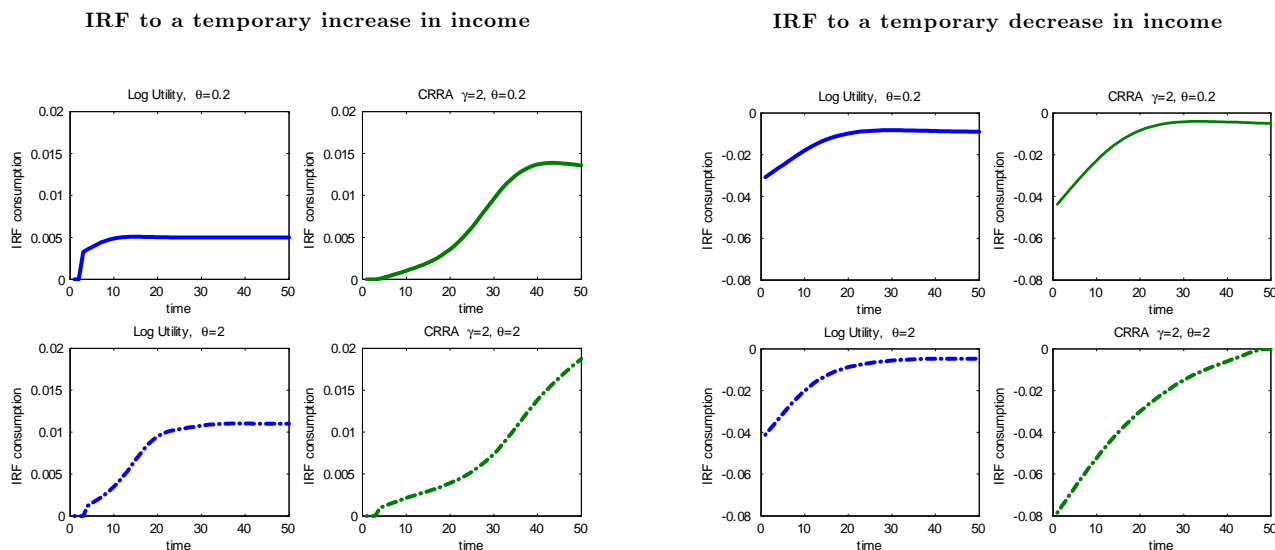 IRF to a temporary increase in income
Log Utility, θ=0.2
0.02
0.015
0.01
0.005
0
0 10 20 30 40 50
IRF consumption
time
CRRA γ=2, θ=0.2
0.02
0.015
0.01
0.005
0
0 10 20 30 40 50
IRF consumption
time
Log Utility, θ=2
0.02
0.015
0.01
0.005
0
0 10 20 30 40 50
IRF consumption
time
CRRA γ=2, θ=2
0.02
0.015
0.01
0.005
0
0 10 20 30 40 50
IRF consumption
time
IRF to a temporary decrease in income
Log Utility, θ=0.2
0
-0.02
-0.04
-0.06
-0.08
0 10 20 30 40 50
IRF consumption
time
CRRA γ=2, θ=0.2
0
-0.02
-0.04
-0.06
-0.08
0 10 20 30 40 50
IRF consumption
time
Log Utility, θ=2
0
-0.02
-0.04
-0.06
-0.08
0 10 20 30 40 50
IRF consumption
time
CRRA γ=2, θ=2
0
-0.02
-0.04
-0.06
-0.08
0 10 20 30 40 50
IRF consumption
time